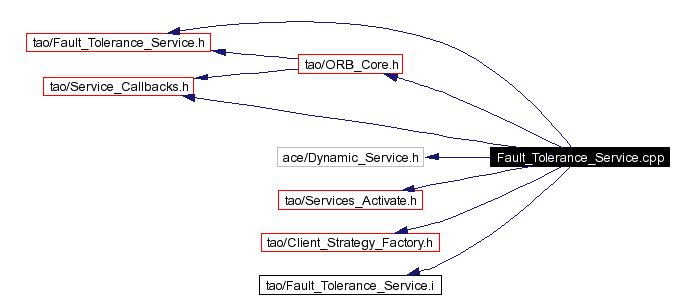 tao/Fault_Tolerance_Service.h
tao/ORB_Core.h
tao/Service_Callbacks.h
ace/Dynamic_Service.h
Fault_Tolerance_Service.cpp
tao/Services_Activate.h
tao/Client_Strategy_Factory.h
tao/Fault_Tolerance_Service.i